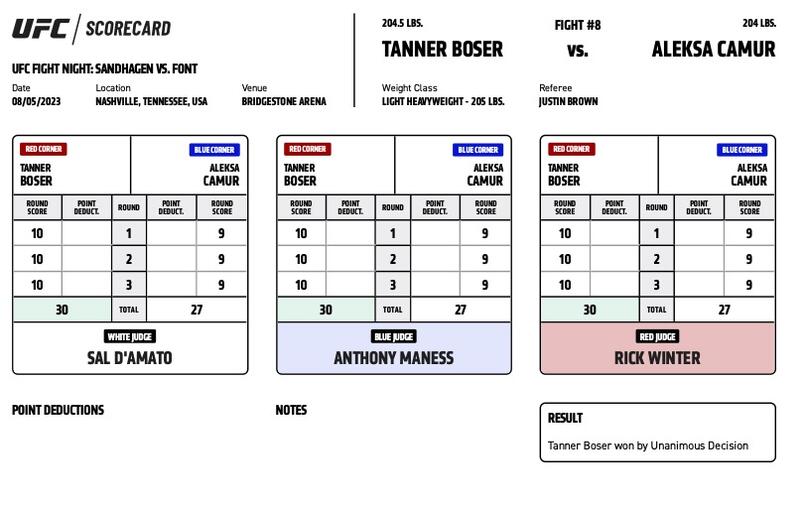 UFC / SCORECARD
UFC FIGHT NIGHT: SANDHAGEN VS. FONT
Date Location Venue
08/05/2023 NASHVILLE, TENNESSEE, USA BRIDGESTONE ARENA
204.5 LBS. FIGHT #8 204 LBS.
TANNER BOSER VS. ALEKSA CAMUR
Weight Class Referee
LIGHT HEAVYWEIGHT - 205 LBS. JUSTIN BROWN
RED CORNER BLUE CORNER
TANNER ALEKSA
BOSER CAMUR
ROUND POINT ROUND POINT ROUND
SCORE DEDUCT. DEDUCT. SCORE
10 1 9
10 2 9
10 3 9
30 TOTAL 27
WHITE JUDGE
SAL D'AMATO
RED CORNER BLUE CORNER
TANNER ALEKSA
BOSER CAMUR
ROUND POINT ROUND POINT ROUND
SCORE DEDUCT. DEDUCT. SCORE
10 1 9
10 2 9
10 3 9
30 TOTAL 27
BLUE JUDGE
ANTHONY MANESS
RED CORNER BLUE CORNER
TANNER ALEKSA
BOSER CAMUR
ROUND POINT ROUND POINT ROUND
SCORE DEDUCT. DEDUCT. SCORE
10 1 9
10 2 9
10 3 9
30 TOTAL 27
RED JUDGE
RICK WINTER
POINT DEDUCTIONS
NOTES
RESULT
Tanner Boser won by Unanimous Decision